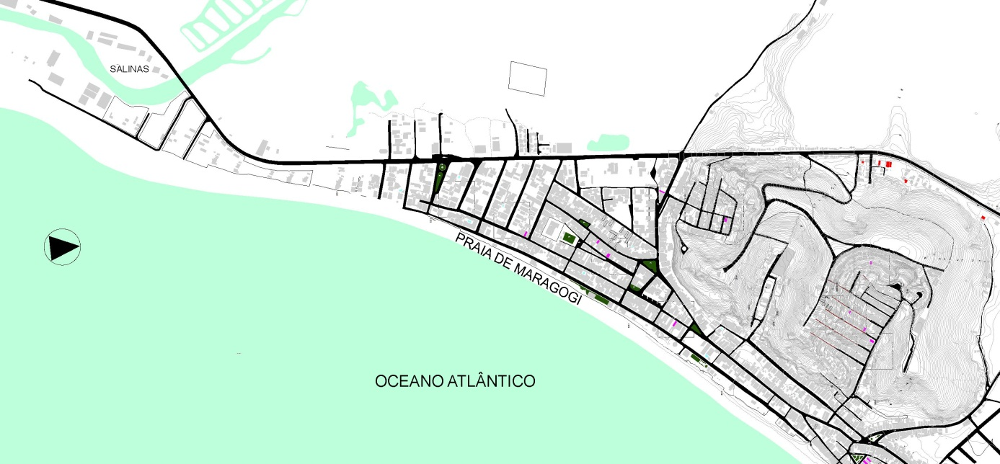 SALINAS
PRAIA DE MARAGOGI
OCEANO ATLÂNTICO